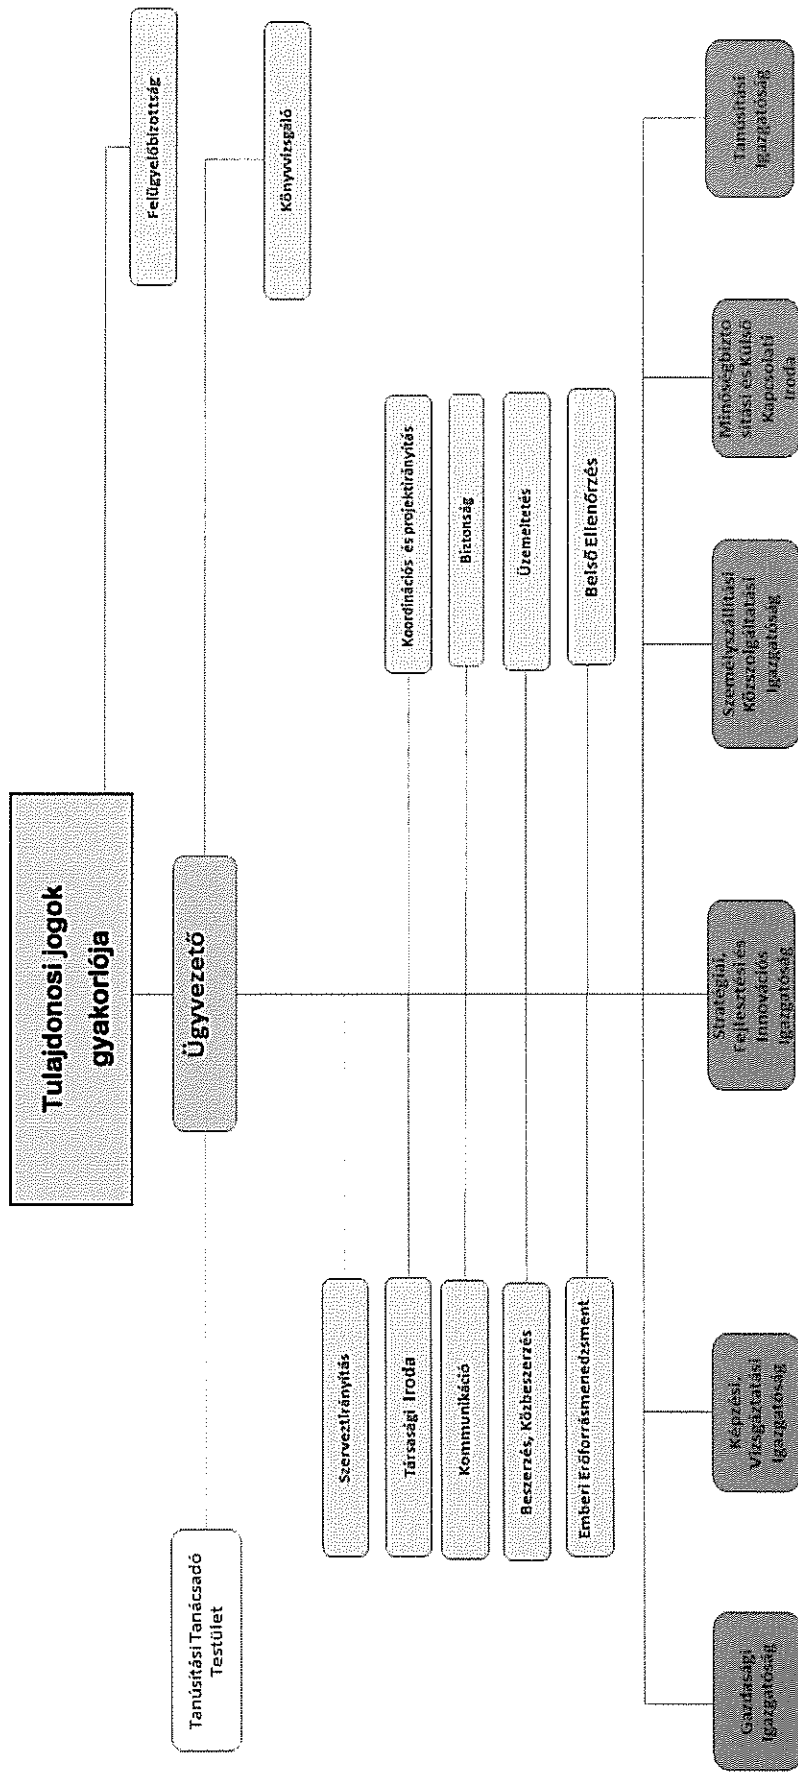 Tulajdonosi jogok
gyakorlója
Felügyelőbizottság
Ügyvezető
Tanúsítási Tanácsadó
Testület
Könyvvizsgáló
Szerveztirányítás
Társasági Iroda
Koordinációs és projektirányítás
Kommunikáció
Biztonság
Beszerzés, Közbeszerzés
Üzemeltetés
Emberi Erőforrásmenedzsment
Belső Ellenőrzés
Gazdasági
Igazgatóság
Képzési,
Vizsgáztatási
Igazgatóság
Stratégiai,
Fejlesztési és
Innovációs
Igazgatóság
Személyszállítási
Közszolgáltatási
Igazgatóság
Minőségbizto
sítási és Külső
Kapcsolati
Iroda
Tanúsítási
Igazgatóság